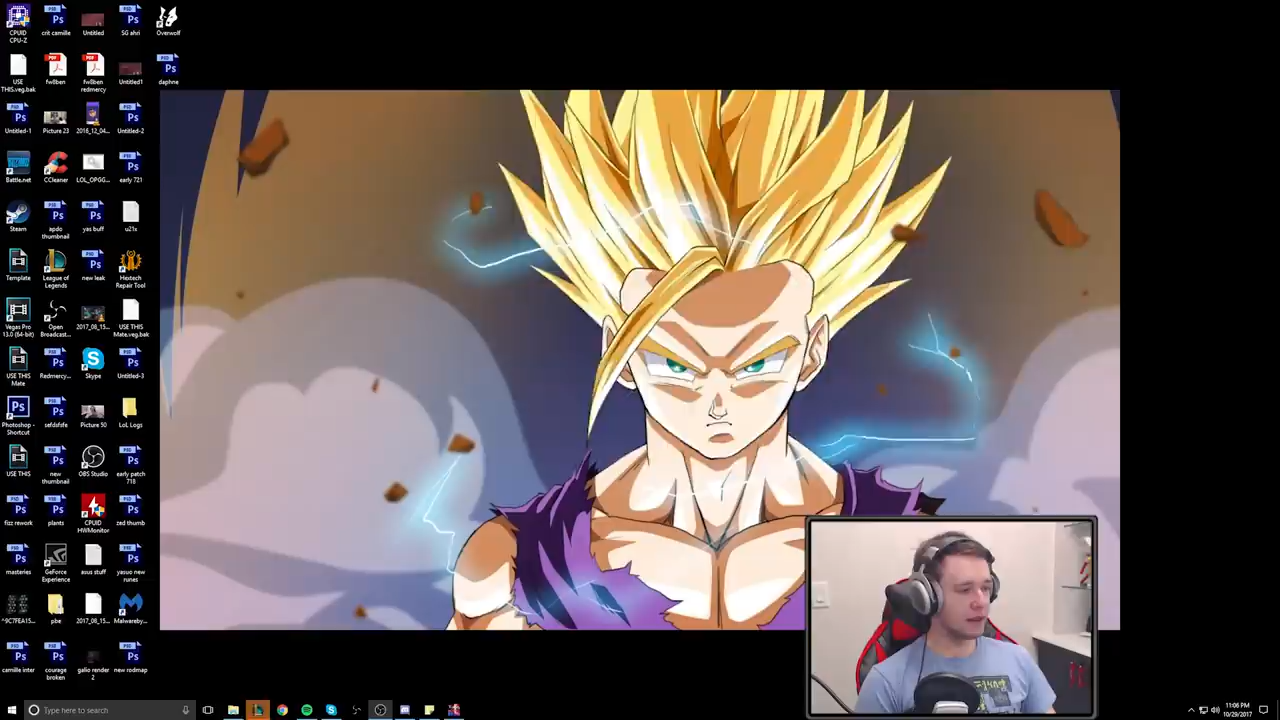 CPUID
CPU-Z
crit camille
Untitled
SG ahri
Overwolf
USE
THIS.veg.bak
fw8ben
fw8ben
redmercy
Untitled1
daphne
Untitled-1
Picture 23
2016_12_04...
Untitled-2
Battle.net
CCleaner
LOL_OPGG...
early 721
Steam
apdo
thumbnail
yas buff
u21x
Template
League of
Legends
new leak
Hextech
Repair Tool
Vegas Pro
13.0 (64-bit)
Open
Broadcast...
2017_08_15...
USE THIS
Mate.veg.bak
USE THIS
Mate
Redmercy...
Skype
Untitled-3
Photoshop -
Shortcut
sefdsfsfe
Picture 50
LoL Logs
USE THIS
new
thumbnail
OBS Studio
early patch
718
fizz rework
plants
CPUID
HWMonitor
zed thumb
masteries
GeForce
Experience
asus stuff
yasuo new
runes
^9C7FEA15...
pbe
2017_08_15...
Malwareby...
camille inter
courage
broken
galio render
2
new rodmap
Type here to search
11:06 PM
10/29/2017